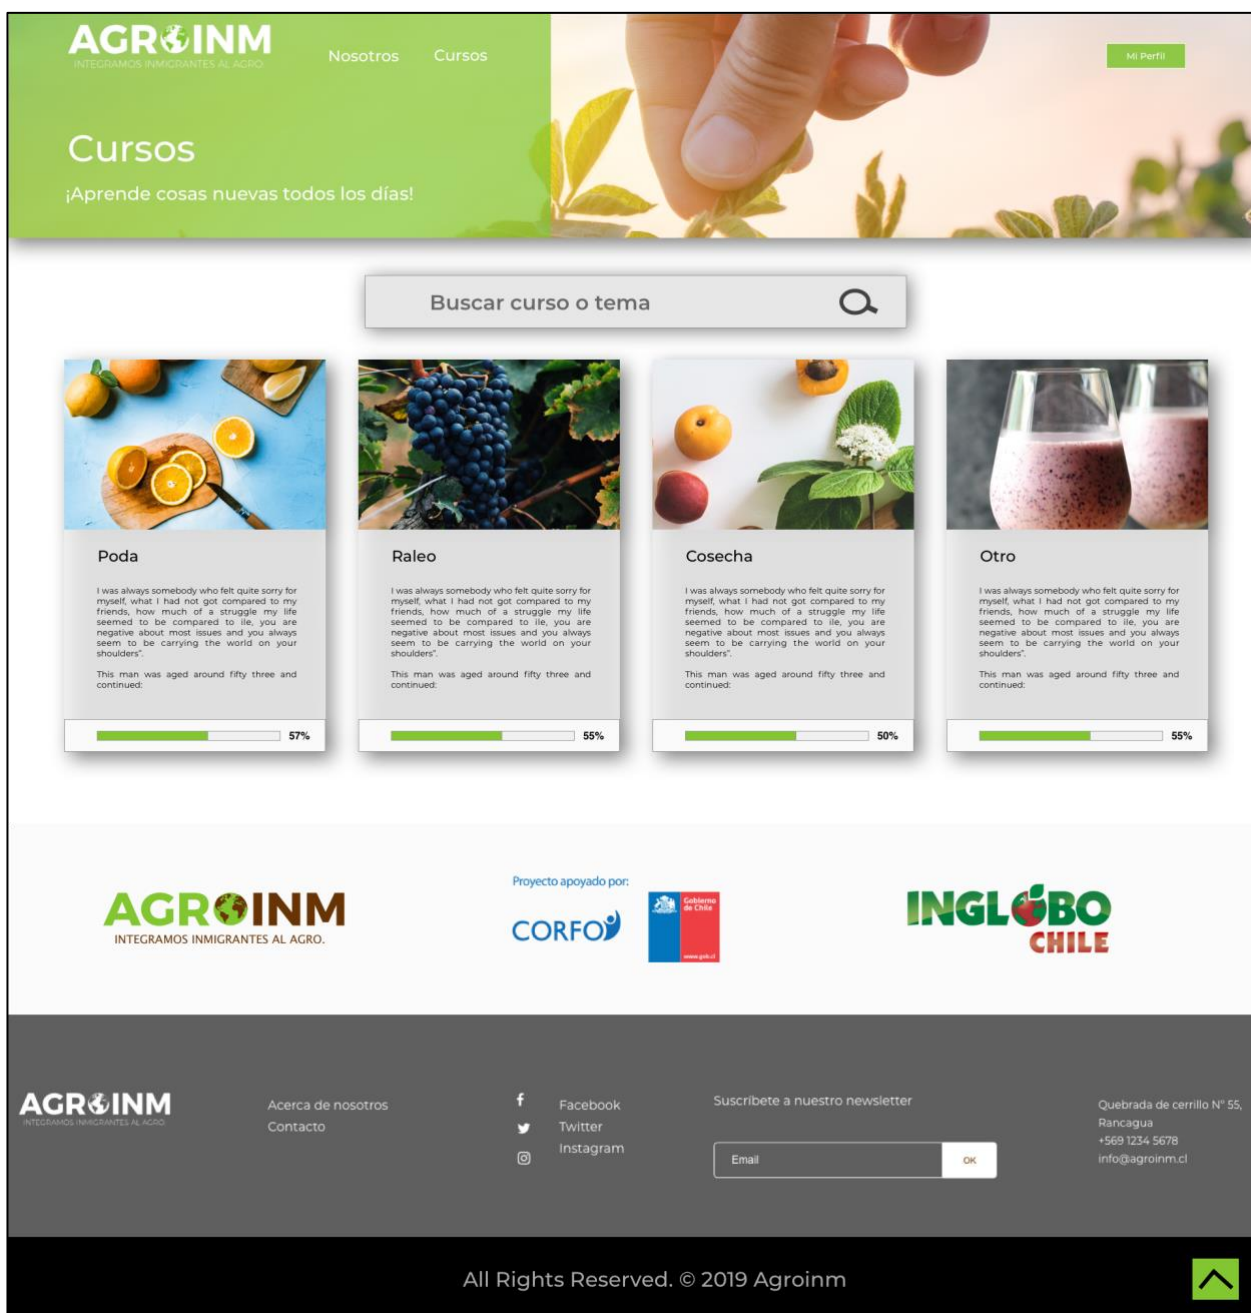 AGROINM
INTEGRAMOS INMIGRANTES AL AGRO.
Nosotros
Cursos
Mi Perfil
Cursos
¡Aprende cosas nuevas todos los días!
Buscar curso o tema
Poda
I was always somebody who felt quite sorry for
myself, what I had not got compared to my
friends, how much of a struggle my life
seemed to be compared to ile, you are
negative about most issues and you always
seem to be carrying the world on your
shoulders”.
This man was aged around fifty three and
continued:
57%
Raleo
I was always somebody who felt quite sorry for
myself, what I had not got compared to my
friends, how much of a struggle my life
seemed to be compared to ile, you are
negative about most issues and you always
seem to be carrying the world on your
shoulders”.
This man was aged around fifty three and
continued:
55%
Cosecha
I was always somebody who felt quite sorry for
myself, what I had not got compared to my
friends, how much of a struggle my life
seemed to be compared to ile, you are
negative about most issues and you always
seem to be carrying the world on your
shoulders”.
This man was aged around fifty three and
continued:
50%
Otro
I was always somebody who felt quite sorry for
myself, what I had not got compared to my
friends, how much of a struggle my life
seemed to be compared to ile, you are
negative about most issues and you always
seem to be carrying the world on your
shoulders”.
This man was aged around fifty three and
continued:
55%
AGROINM
INTEGRAMOS INMIGRANTES AL AGRO.
Proyecto apoyado por:
CORFO
Gobierno
de Chile
www.gob.cl
INGLOBO
CHILE
AGROINM
INTEGRAMOS INMIGRANTES AL AGRO.
Acerca de nosotros
Contacto
Facebook
Twitter
Instagram
Suscríbete a nuestro newsletter
Email
OK
Quebrada de cerrillo N° 55,
Rancagua
+569 1234 5678
info@agroinm.cl
All Rights Reserved. © 2019 Agroinm